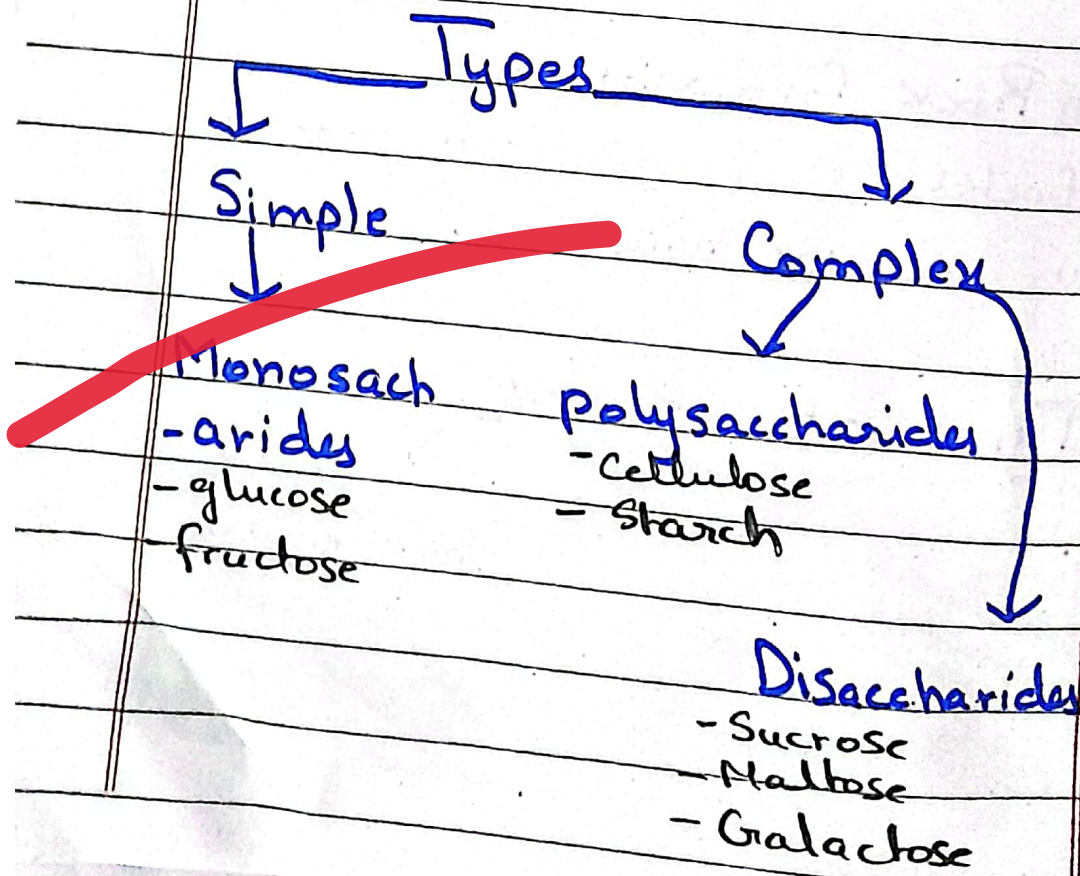 Types
Simple
Complex
Monosach
-arides
- glucose
- fructose
polysaccharides
- Cellulose
- Starch
Disaccharides
- Sucrose
- Maltose
- Galactose